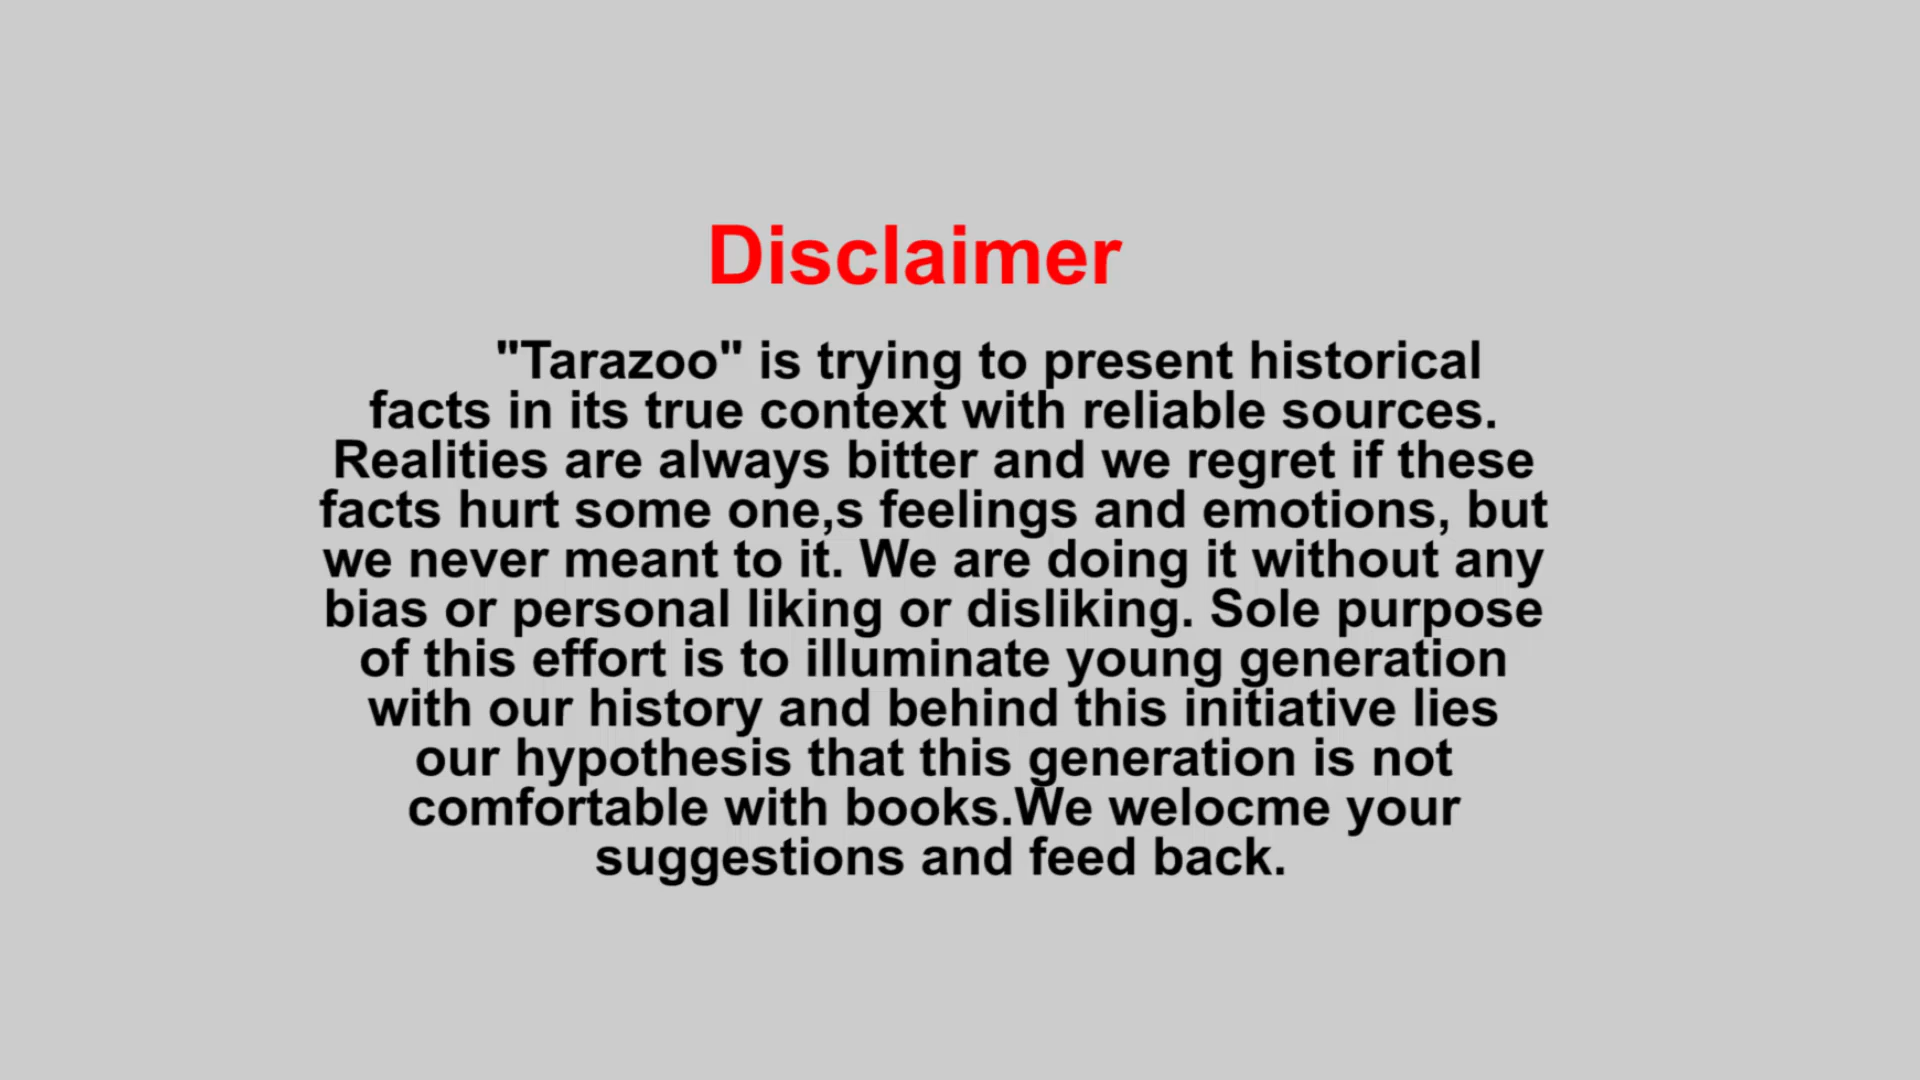 Disclaimer
"Tarazoo" is trying to present historical
facts in its true context with reliable sources.
Realities are always bitter and we regret if these
facts hurt some one,s feelings and emotions, but
we never meant to it. We are doing it without any
bias or personal liking or disliking. Sole purpose
of this effort is to illuminate young generation
with our history and behind this initiative lies
our hypothesis that this generation is not
comfortable with books.We welocme your
suggestions and feed back.